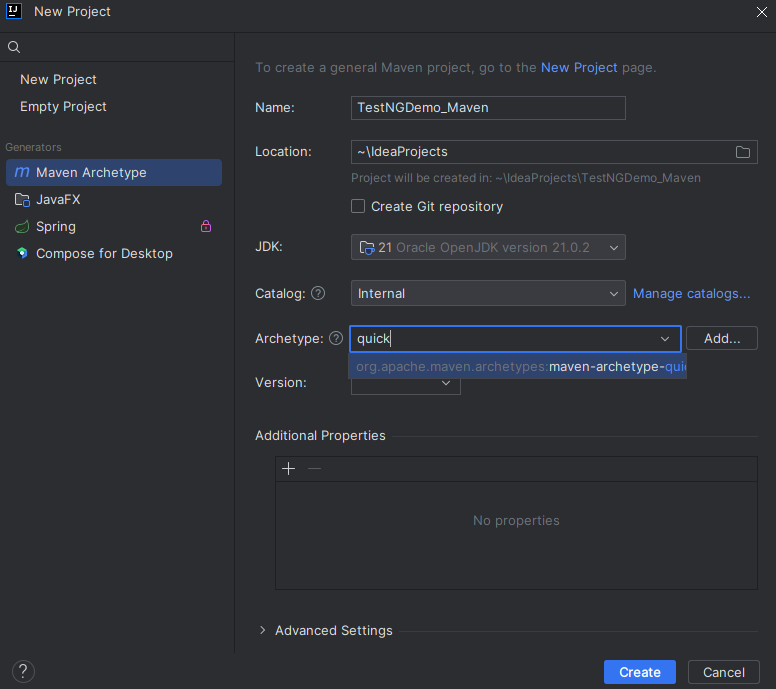 New Project
New Project
Empty Project
Generators
Maven Archetype
JavaFX
Spring
Compose for Desktop
To create a general Maven project, go to the New Project page.
Name:
TestNGDemo_Maven
Location:
~\IdeaProjects
Project will be created in: ~\IdeaProjects\TestNGDemo_Maven
Create Git repository
JDK:
21 Oracle OpenJDK version 21.0.2
Catalog: ?
Internal
Manage catalogs...
Archetype: ?
quick
Add...
org.apache.maven.archetypes:maven-archetype-qui
Version:
Additional Properties
No properties
Advanced Settings
?
Create
Cancel